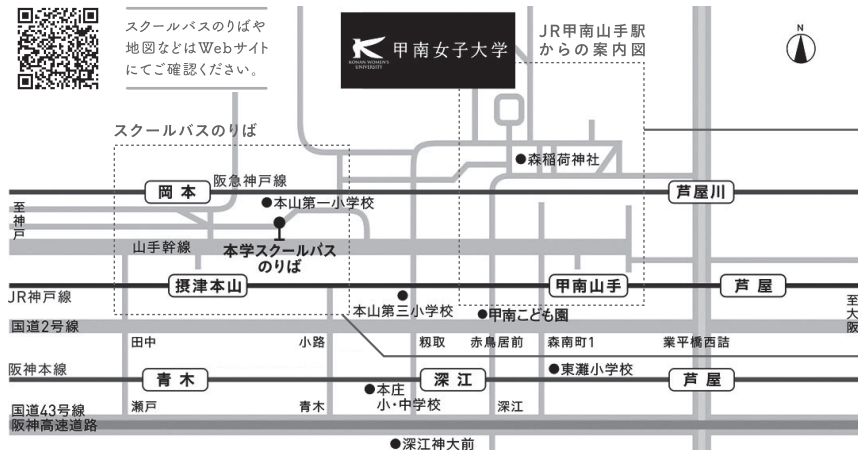 スクールバスのりばや
地図などはWebサイト
にてご確認ください。
甲南女子大学
KONAN WOMEN'S
UNIVERSITY
JR甲南山手駅
からの案内図
N
スクールバスのりば
森稲荷神社
岡本
阪急神戸線
芦屋川
本山第一小学校
至神戸
山手幹線
本学スクールバス
のりば
摂津本山
甲南山手
芦屋
JR神戸線
本山第三小学校
甲南こども園
至大阪
国道2号線
田中
小路
籾取
赤鳥居前
森南町1
業平橋西詰
阪神本線
青木
深江
東灘小学校
芦屋
本庄
小・中学校
瀬戸
青木
深江
国道43号線
阪神高速道路
深江神大前